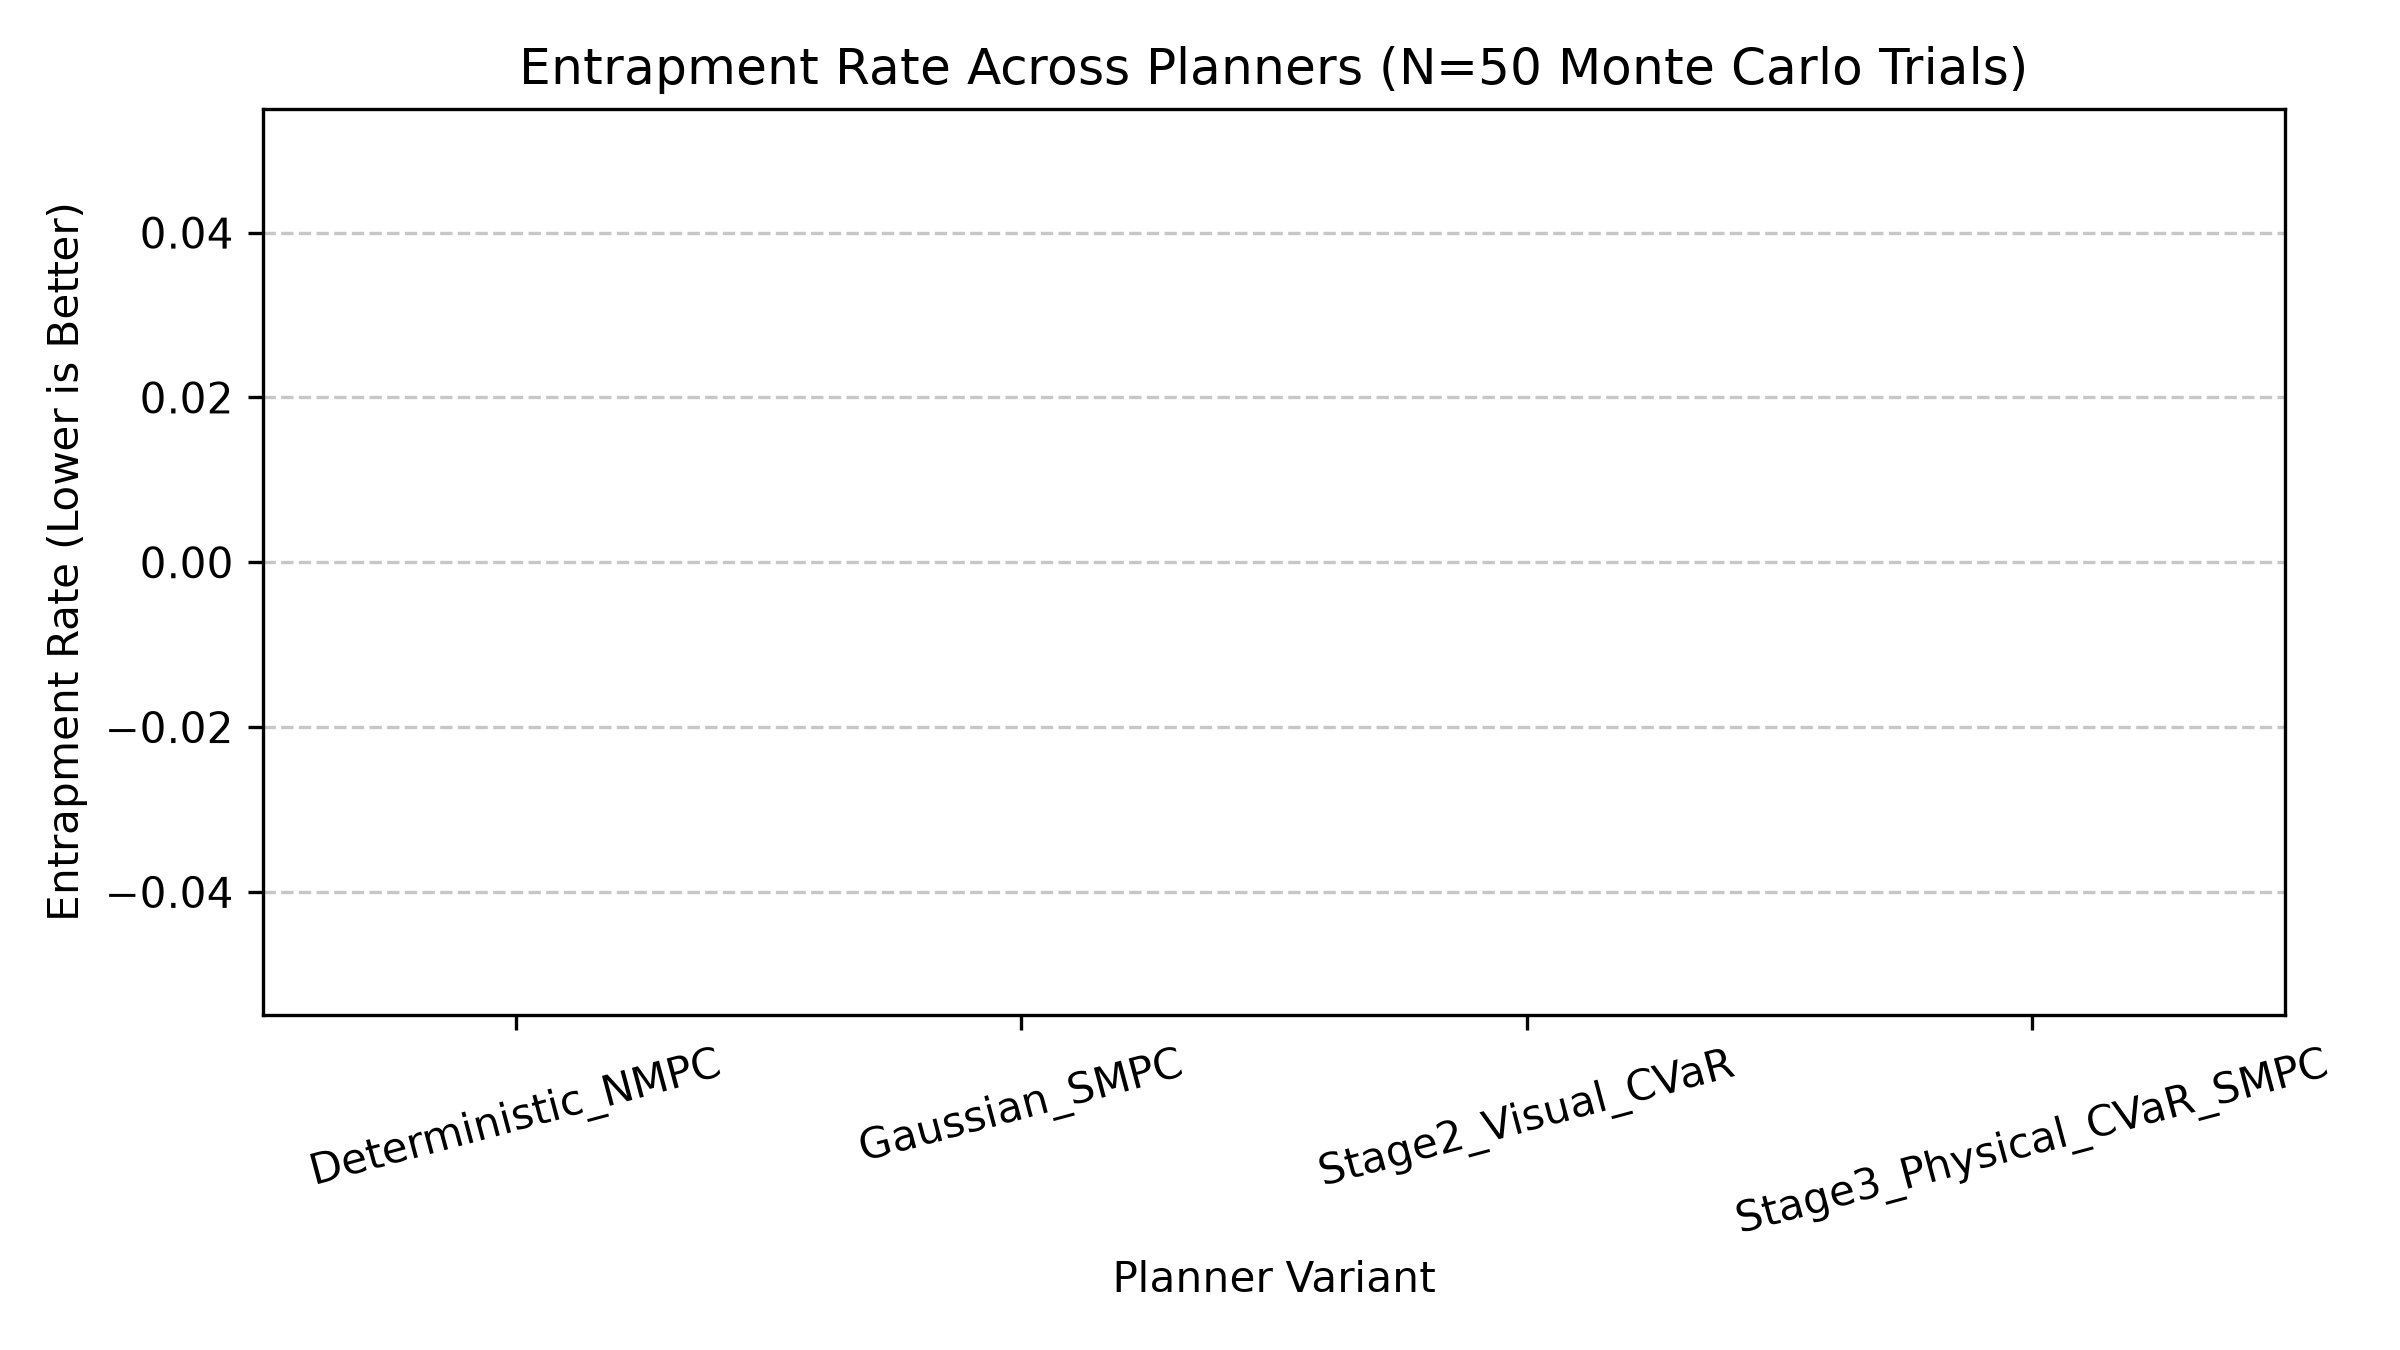 Entrapment Rate Across Planners (N=50 Monte Carlo Trials)
Entrapment Rate (Lower is Better)
0.04
0.02
0.00
−0.02
−0.04
Deterministic_NMPC
Gaussian_SMPC
Stage2_Visual_CVaR
Stage3_Physical_CVaR_SMPC
Planner Variant